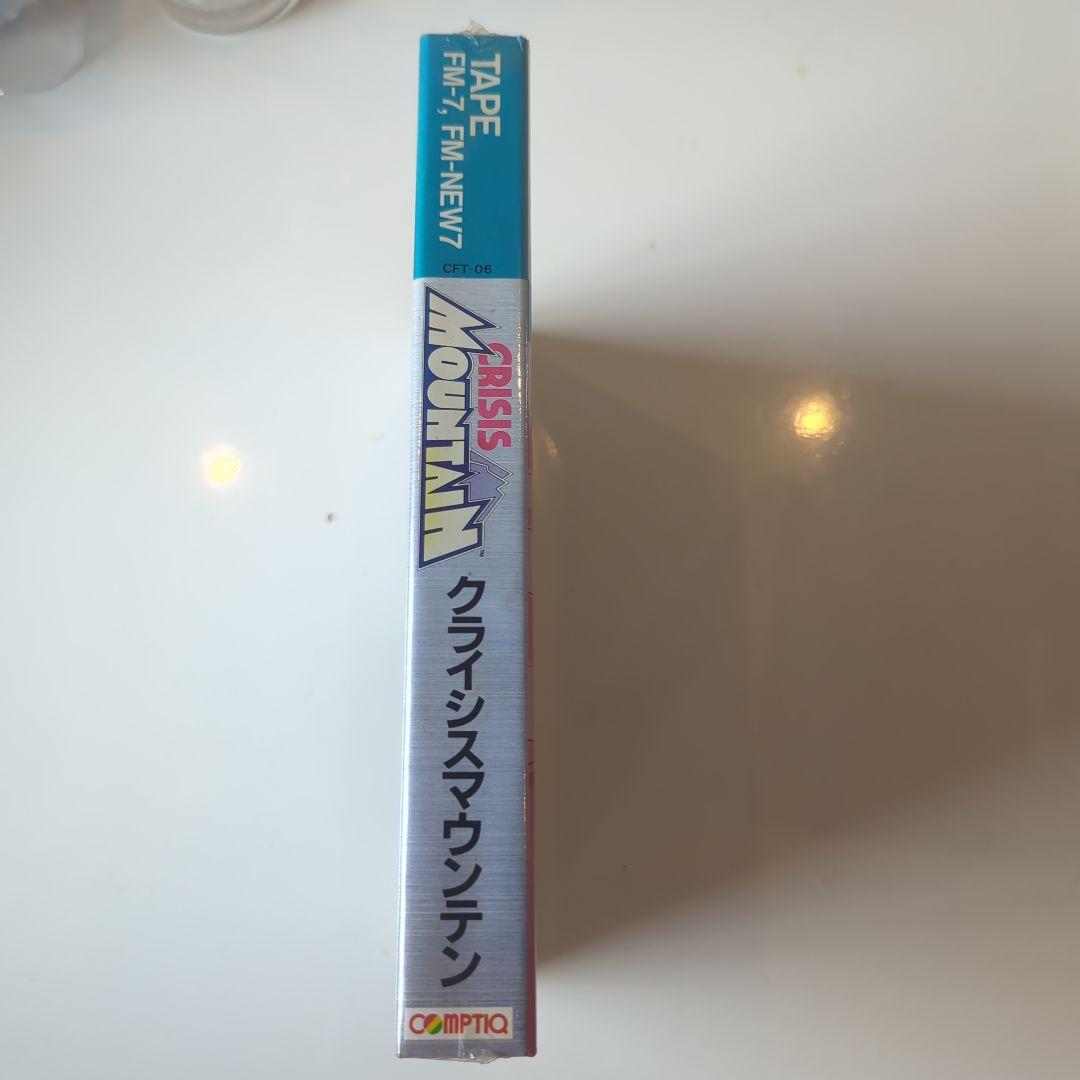 TAPE
FM-7, FM-NEW7
CFT-06
CRISIS
MOUNTAIN™
クライシスマウンテン
COMPTIQ